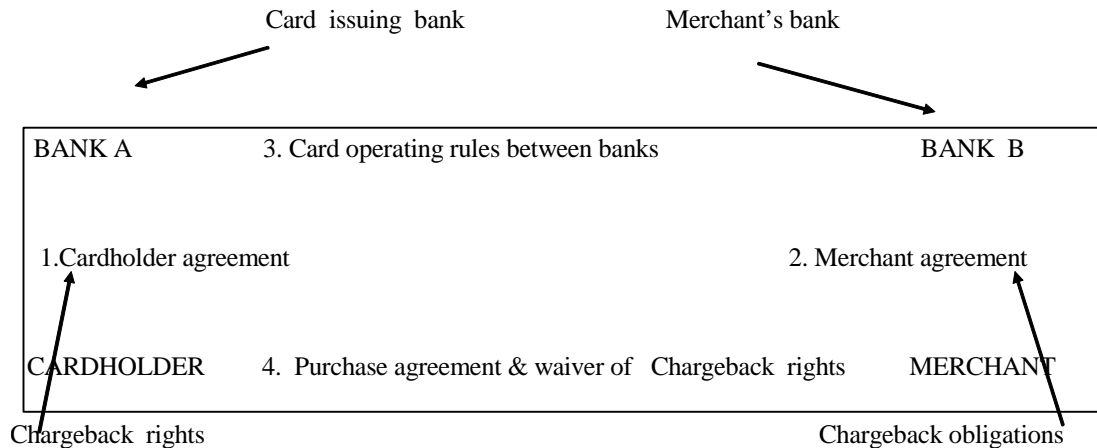 Card issuing bank Merchant’s bank
BANK A 3. Card operating rules between banks BANK B
1.Cardholder agreement 2. Merchant agreement
CARDHOLDER 4. Purchase agreement & waiver of Chargeback rights MERCHANT
Chargeback rights Chargeback obligations